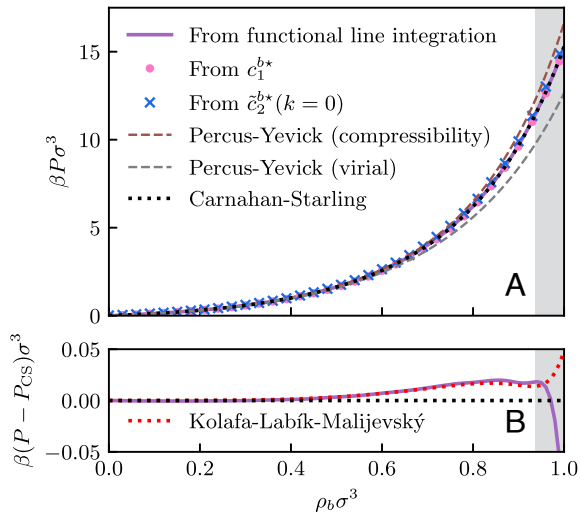 15
10
5
0
βPσ³
From functional line integration
From c₁ᵇ⋆
From c̃₂ᵇ⋆(k = 0)
Percus-Yevick (compressibility)
Percus-Yevick (virial)
Carnahan-Starling
A
0.05
0.00
−0.05
β(P − P_CS)σ³
Kolafa-Labík-Malijevský
B
0.0 0.2 0.4 0.6 0.8 1.0
ρ_bσ³